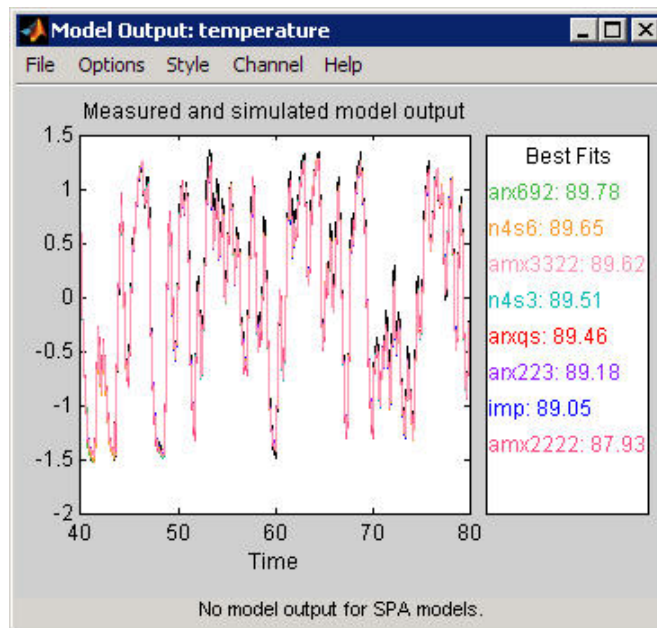 Model Output: temperature
File Options Style Channel Help
Measured and simulated model output
1.5
1
0.5
0
-0.5
-1
-1.5
-2
40 50 60 70 80
Time
Best Fits
arx692: 89.78
n4s6: 89.65
amx3322: 89.62
n4s3: 89.51
arxqs: 89.46
arx223: 89.18
imp: 89.05
amx2222: 87.93
No model output for SPA models.